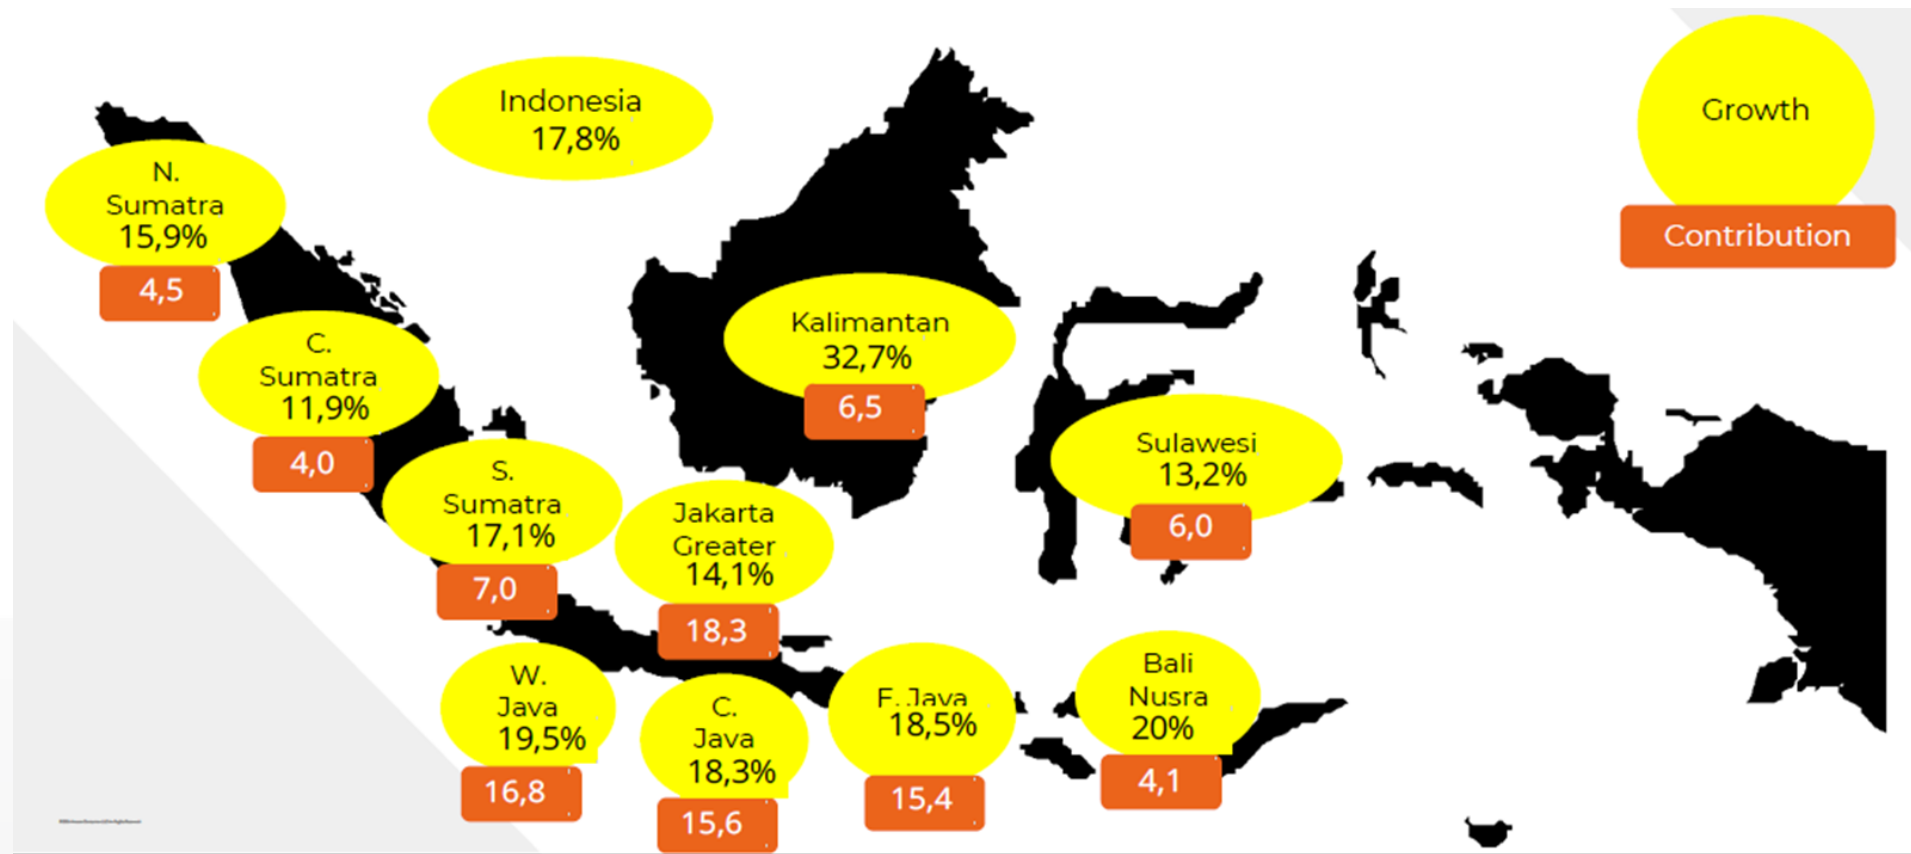 Indonesia
17,8%
Growth
Contribution
N.
Sumatra
15,9%
4,5
C.
Sumatra
11,9%
4,0
S.
Sumatra
17,1%
7,0
Kalimantan
32,7%
6,5
Sulawesi
13,2%
6,0
Jakarta
Greater
14,1%
18,3
W.
Java
19,5%
16,8
C.
Java
18,3%
15,6
E. Java
18,5%
15,4
Bali
Nusra
20%
4,1